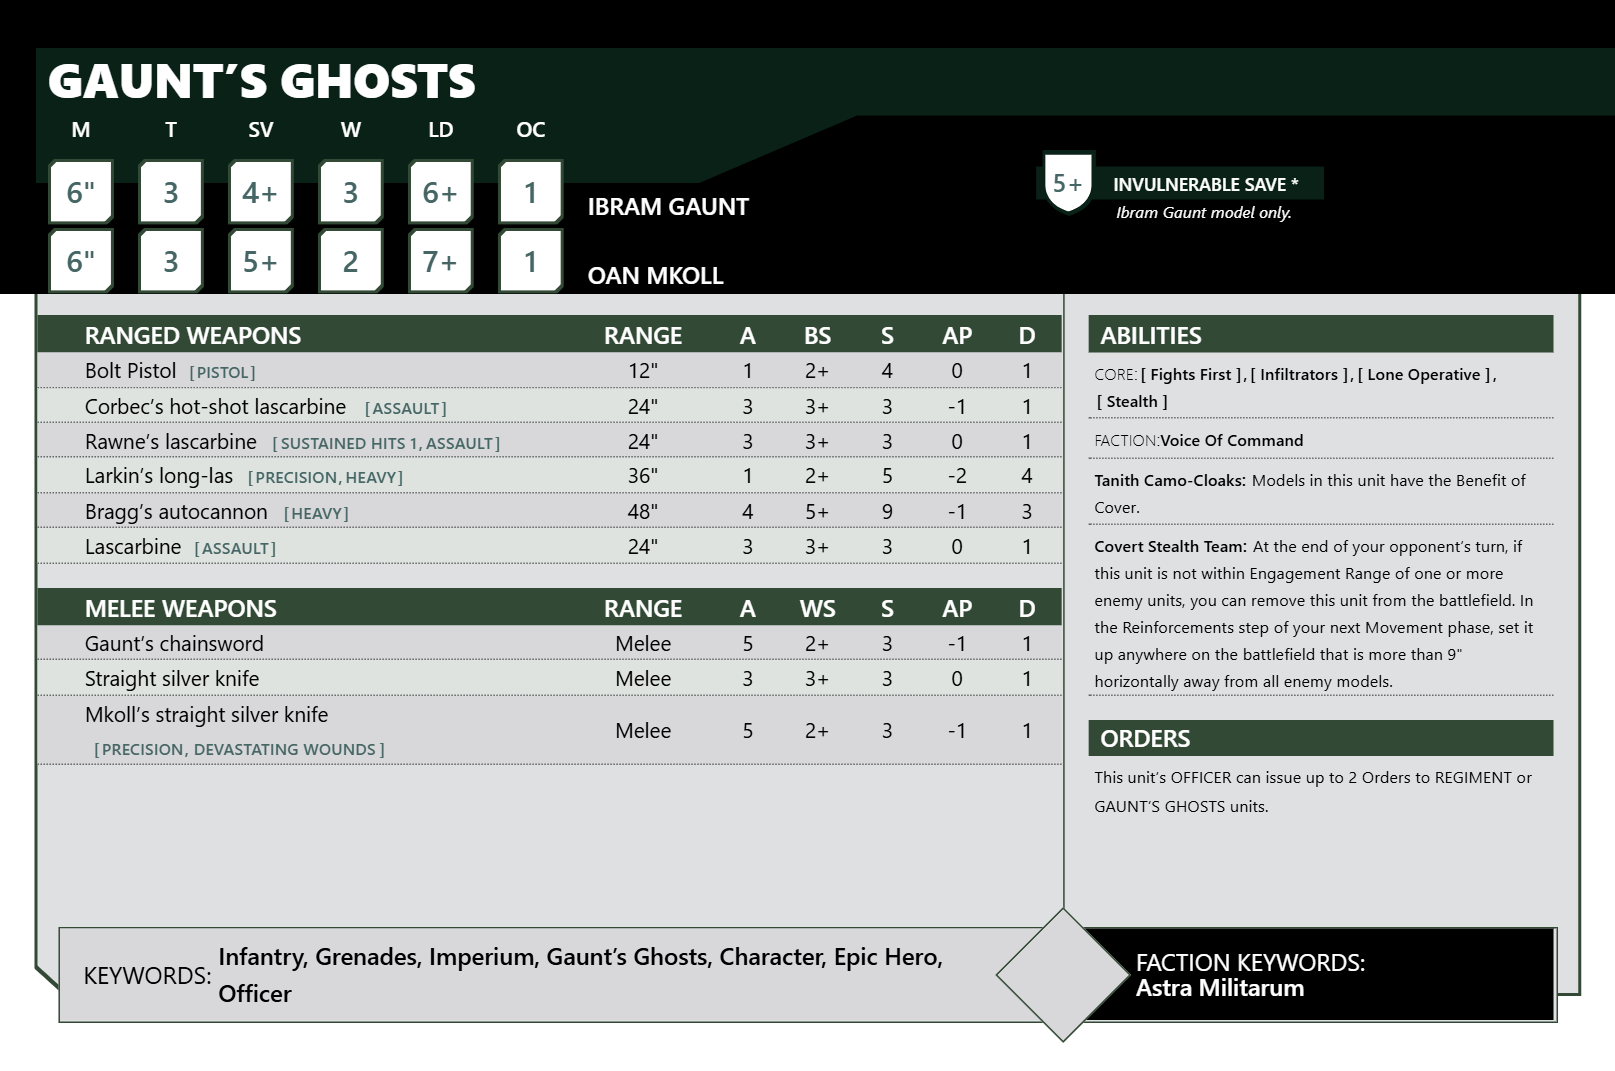 GAUNT’S GHOSTS
M T SV W LD OC
6" 3 4+ 3 6+ 1 IBRAM GAUNT
5+ INVULNERABLE SAVE *
Ibram Gaunt model only.
6" 3 5+ 2 7+ 1 OAN MKOLL
RANGED WEAPONS RANGE A BS S AP D
Bolt Pistol [PISTOL] 12" 1 2+ 4 0 1
Corbec’s hot-shot lascarbine [ASSAULT] 24" 3 3+ 3 -1 1
Rawne’s lascarbine [SUSTAINED HITS 1, ASSAULT] 24" 3 3+ 3 0 1
Larkin’s long-las [PRECISION, HEAVY] 36" 1 2+ 5 -2 4
Bragg’s autocannon [HEAVY] 48" 4 5+ 9 -1 3
Lascarbine [ASSAULT] 24" 3 3+ 3 0 1
MELEE WEAPONS RANGE A WS S AP D
Gaunt’s chainsword Melee 5 2+ 3 -1 1
Straight silver knife Melee 3 3+ 3 0 1
Mkoll’s straight silver knife
[PRECISION, DEVASTATING WOUNDS ] Melee 5 2+ 3 -1 1
ABILITIES
CORE: [ Fights First ] , [ Infiltrators ] , [ Lone Operative ] ,
[ Stealth ]
FACTION:Voice Of Command
Tanith Camo-Cloaks: Models in this unit have the Benefit of
Cover.
Covert Stealth Team: At the end of your opponent’s turn, if
this unit is not within Engagement Range of one or more
enemy units, you can remove this unit from the battlefield. In
the Reinforcements step of your next Movement phase, set it
up anywhere on the battlefield that is more than 9"
horizontally away from all enemy models.
ORDERS
This unit’s OFFICER can issue up to 2 Orders to REGIMENT or
GAUNT’S GHOSTS units.
KEYWORDS: Infantry, Grenades, Imperium, Gaunt’s Ghosts, Character, Epic Hero,
Officer
FACTION KEYWORDS:
Astra Militarum